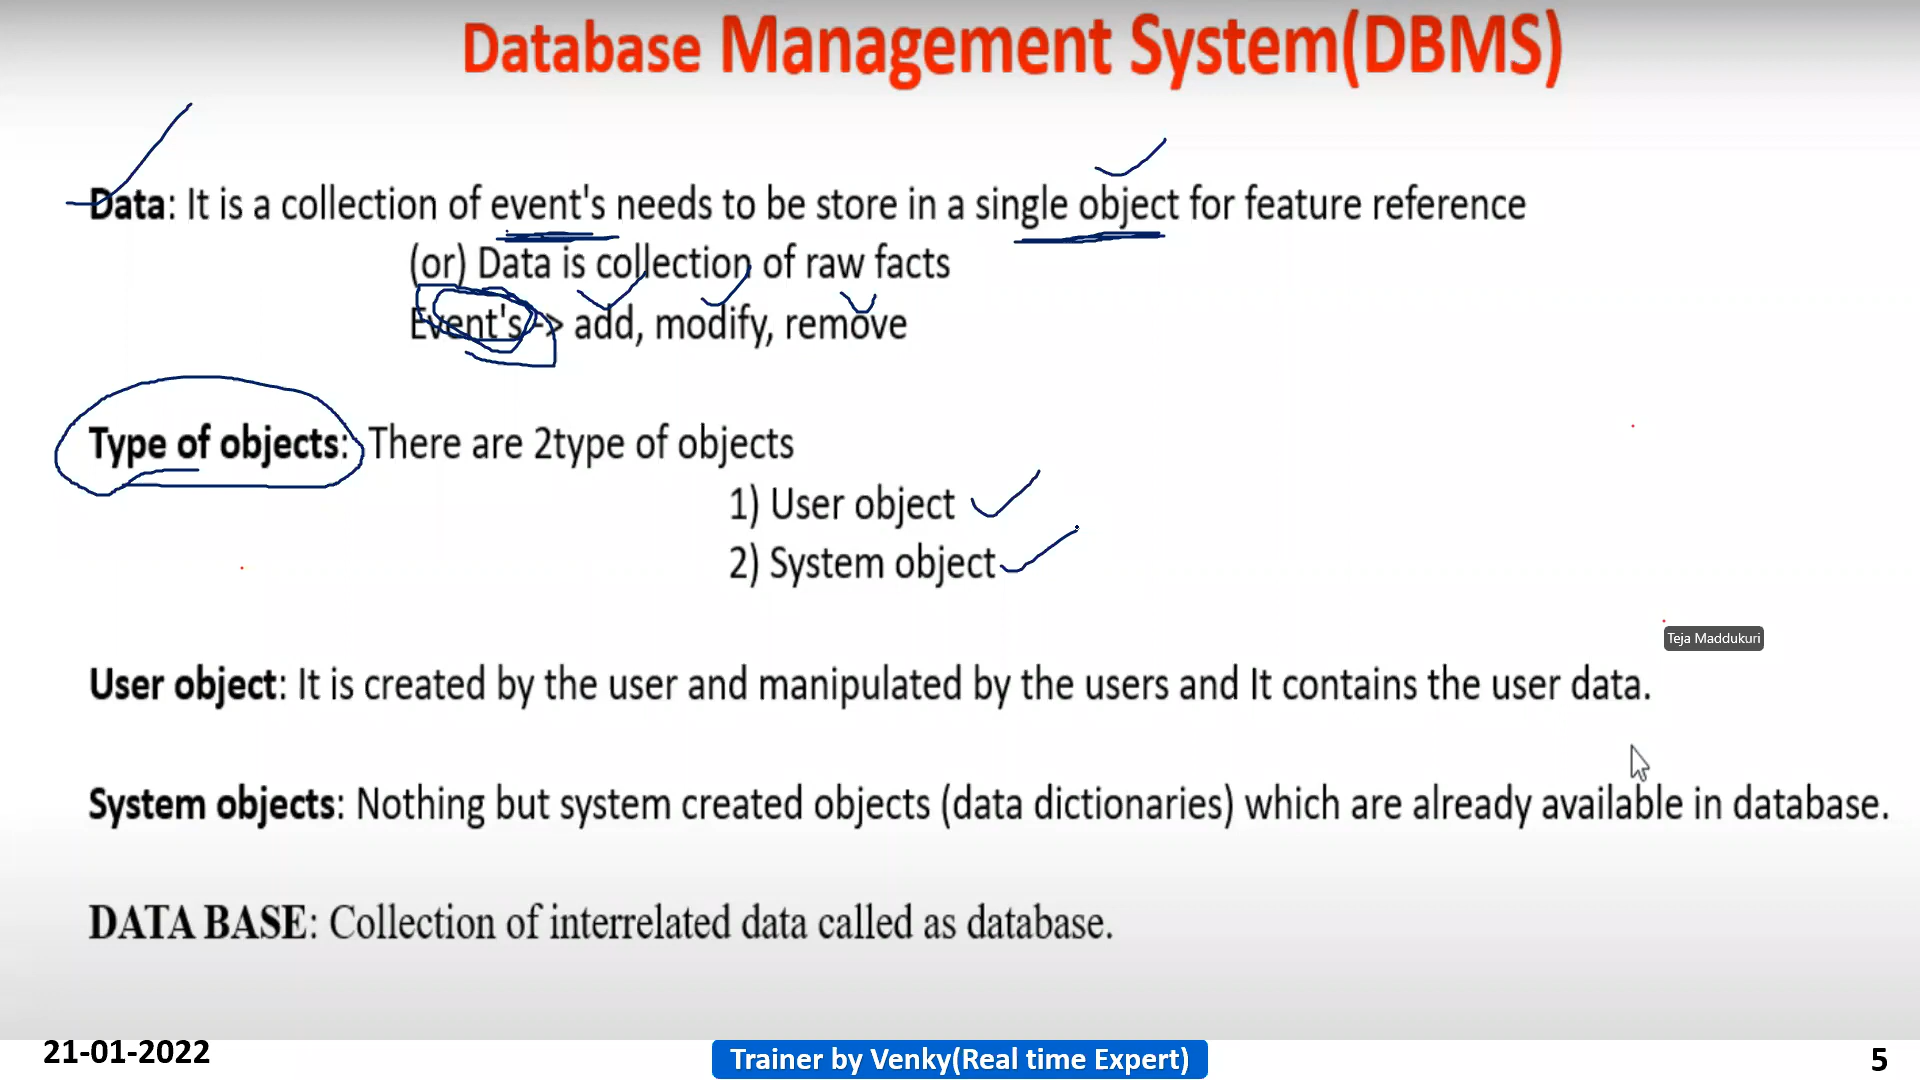 Database Management System(DBMS)
Data: It is a collection of event's needs to be store in a single object for feature reference
(or) Data is collection of raw facts
Event's -> add, modify, remove
Type of objects: There are 2type of objects
1) User object
2) System object
Teja Maddukuri
User object: It is created by the user and manipulated by the users and It contains the user data.
System objects: Nothing but system created objects (data dictionaries) which are already available in database.
DATA BASE: Collection of interrelated data called as database.
21-01-2022
Trainer by Venky(Real time Expert)
5